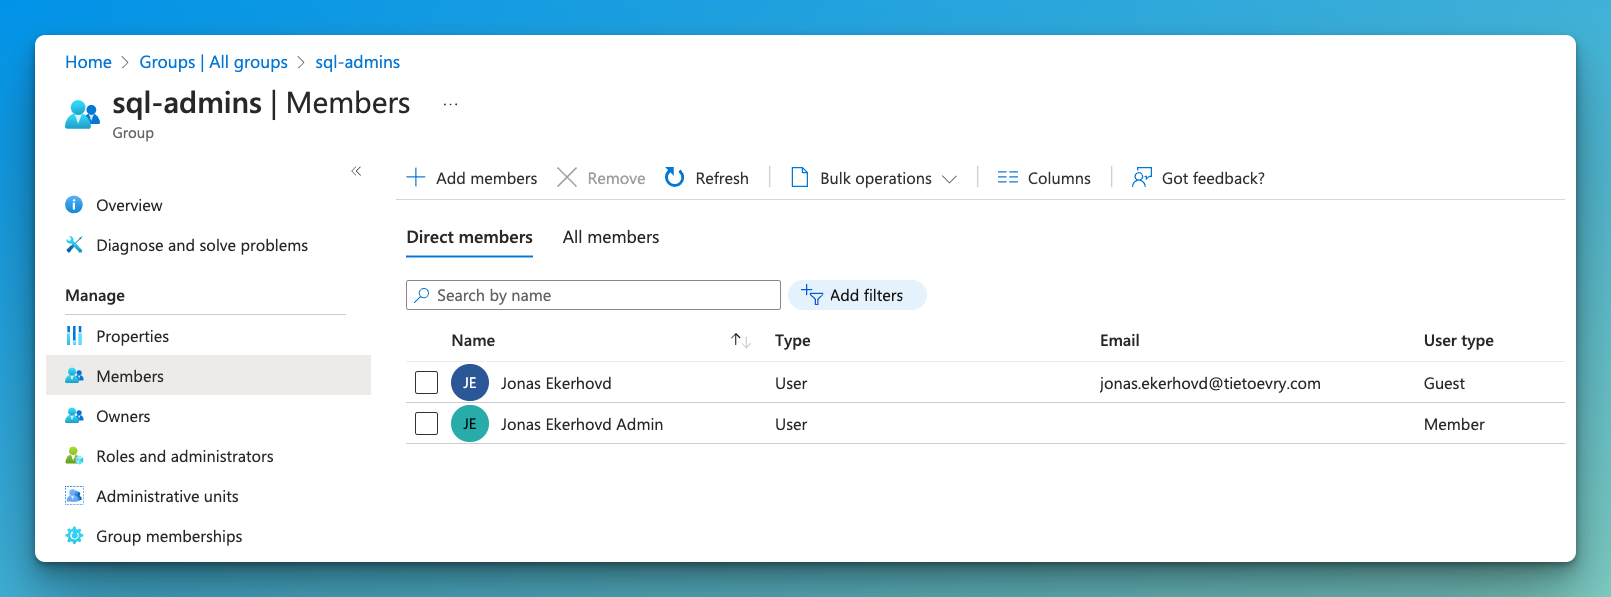 Home > Groups | All groups > sql-admins
sql-admins | Members ...
Group
«
Add members Remove Refresh Bulk operations Columns Got feedback?
Overview
Diagnose and solve problems
Manage
Properties
Members
Owners
Roles and administrators
Administrative units
Group memberships
Direct members All members
Search by name Add filters
Name ↑↓ Type Email User type
JE Jonas Ekerhovd User jonas.ekerhovd@tietoevry.com Guest
JE Jonas Ekerhovd Admin User Member